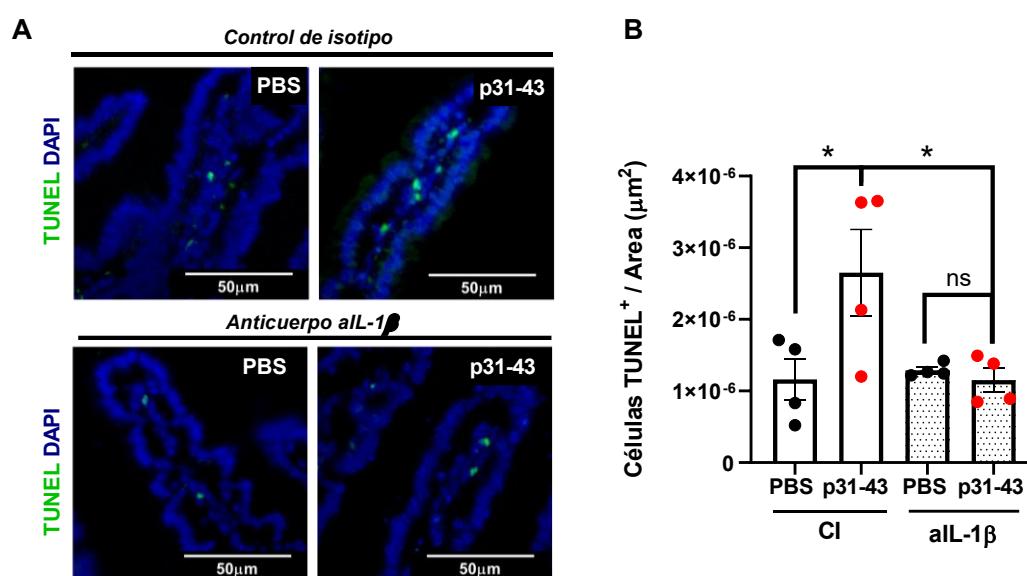 A
Control de isotipo
TUNEL DAPI
PBS
p31-43
50μm
50μm
Anticuerpo aIL-1β
TUNEL DAPI
PBS
p31-43
50μm
50μm
B
Células TUNEL⁺ / Area (μm²)
* *
4×10⁻⁶
3×10⁻⁶
ns
2×10⁻⁶
1×10⁻⁶
0
PBS p31-43 PBS p31-43
CI aIL-1β